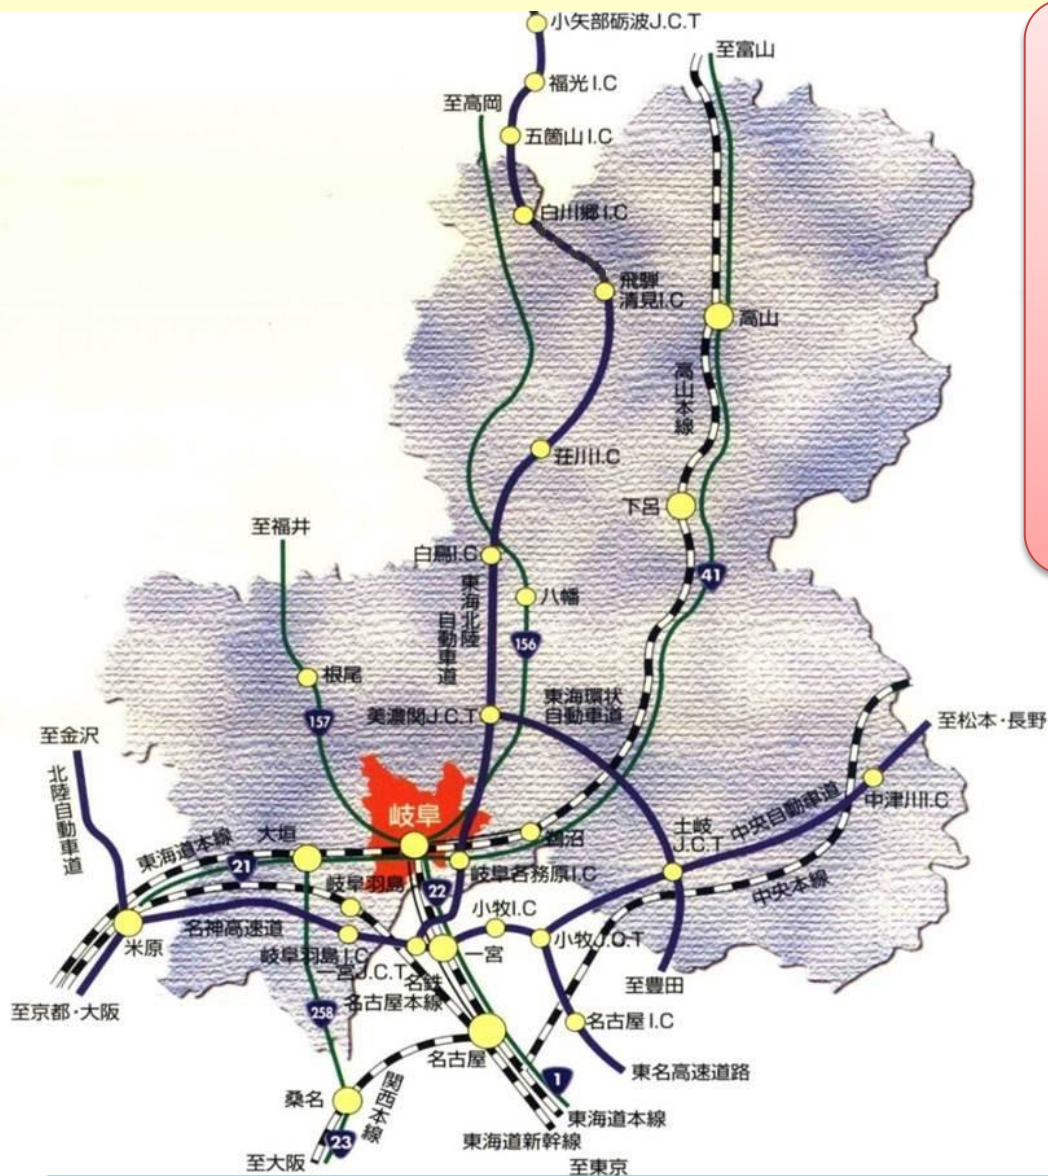 小矢部砺波J.C.T
至富山
福光I.C
至高岡
五箇山I.C
白川郷I.C
飛騨
清見I.C
高山
高山本線
荘川I.C
下呂
至福井
白鳥I.C
東海北陸
自動車道
41
八幡
156
根尾
157
美濃関J.C.T
東海環状
自動車道
至松本・長野
至金沢
北陸自動車道
中津川I.C
中央自動車道
岐阜
土岐
J.C.T
東海道本線
大垣
鵜沼
21
岐阜羽島
22
岐阜各務原I.C
中央本線
小牧I.C
名神高速道
米原
岐阜羽島I.C
一宮J.C.T
一宮
小牧J.C.T
名鉄
名古屋本線
至豊田
至京都・大阪
258
名古屋I.C
名古屋
東名高速道路
1
桑名
関西本線
東海道本線
23
東海道新幹線
至大阪
至東京